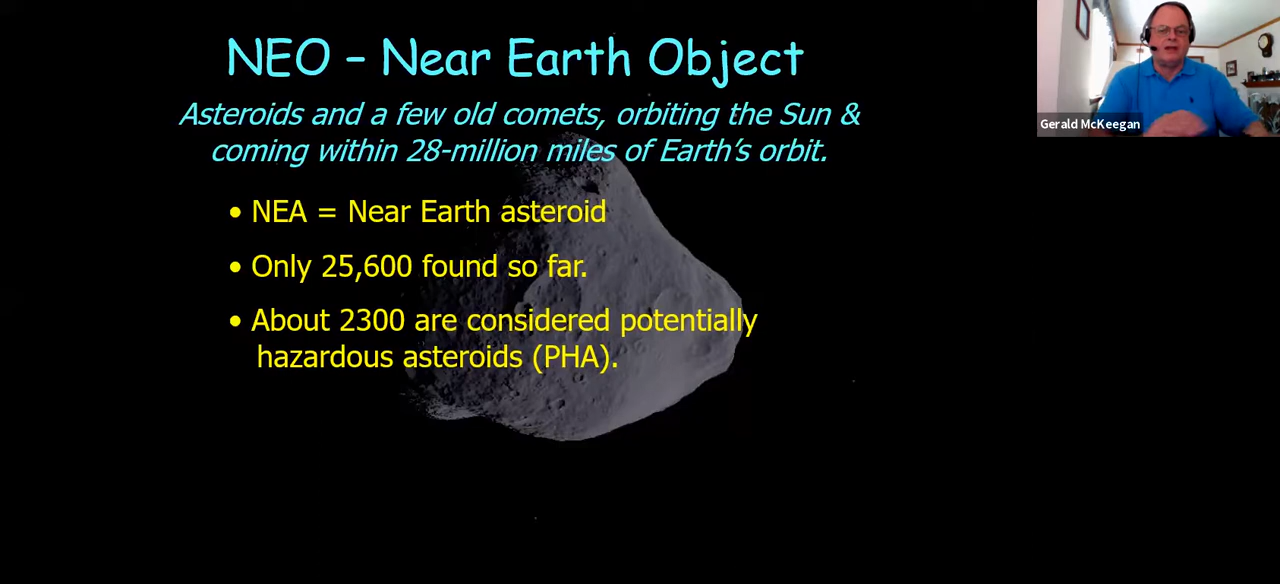 NEO – Near Earth Object
Asteroids and a few old comets, orbiting the Sun &
coming within 28-million miles of Earth's orbit.
• NEA = Near Earth asteroid
• Only 25,600 found so far.
• About 2300 are considered potentially
hazardous asteroids (PHA).
Gerald McKeegan